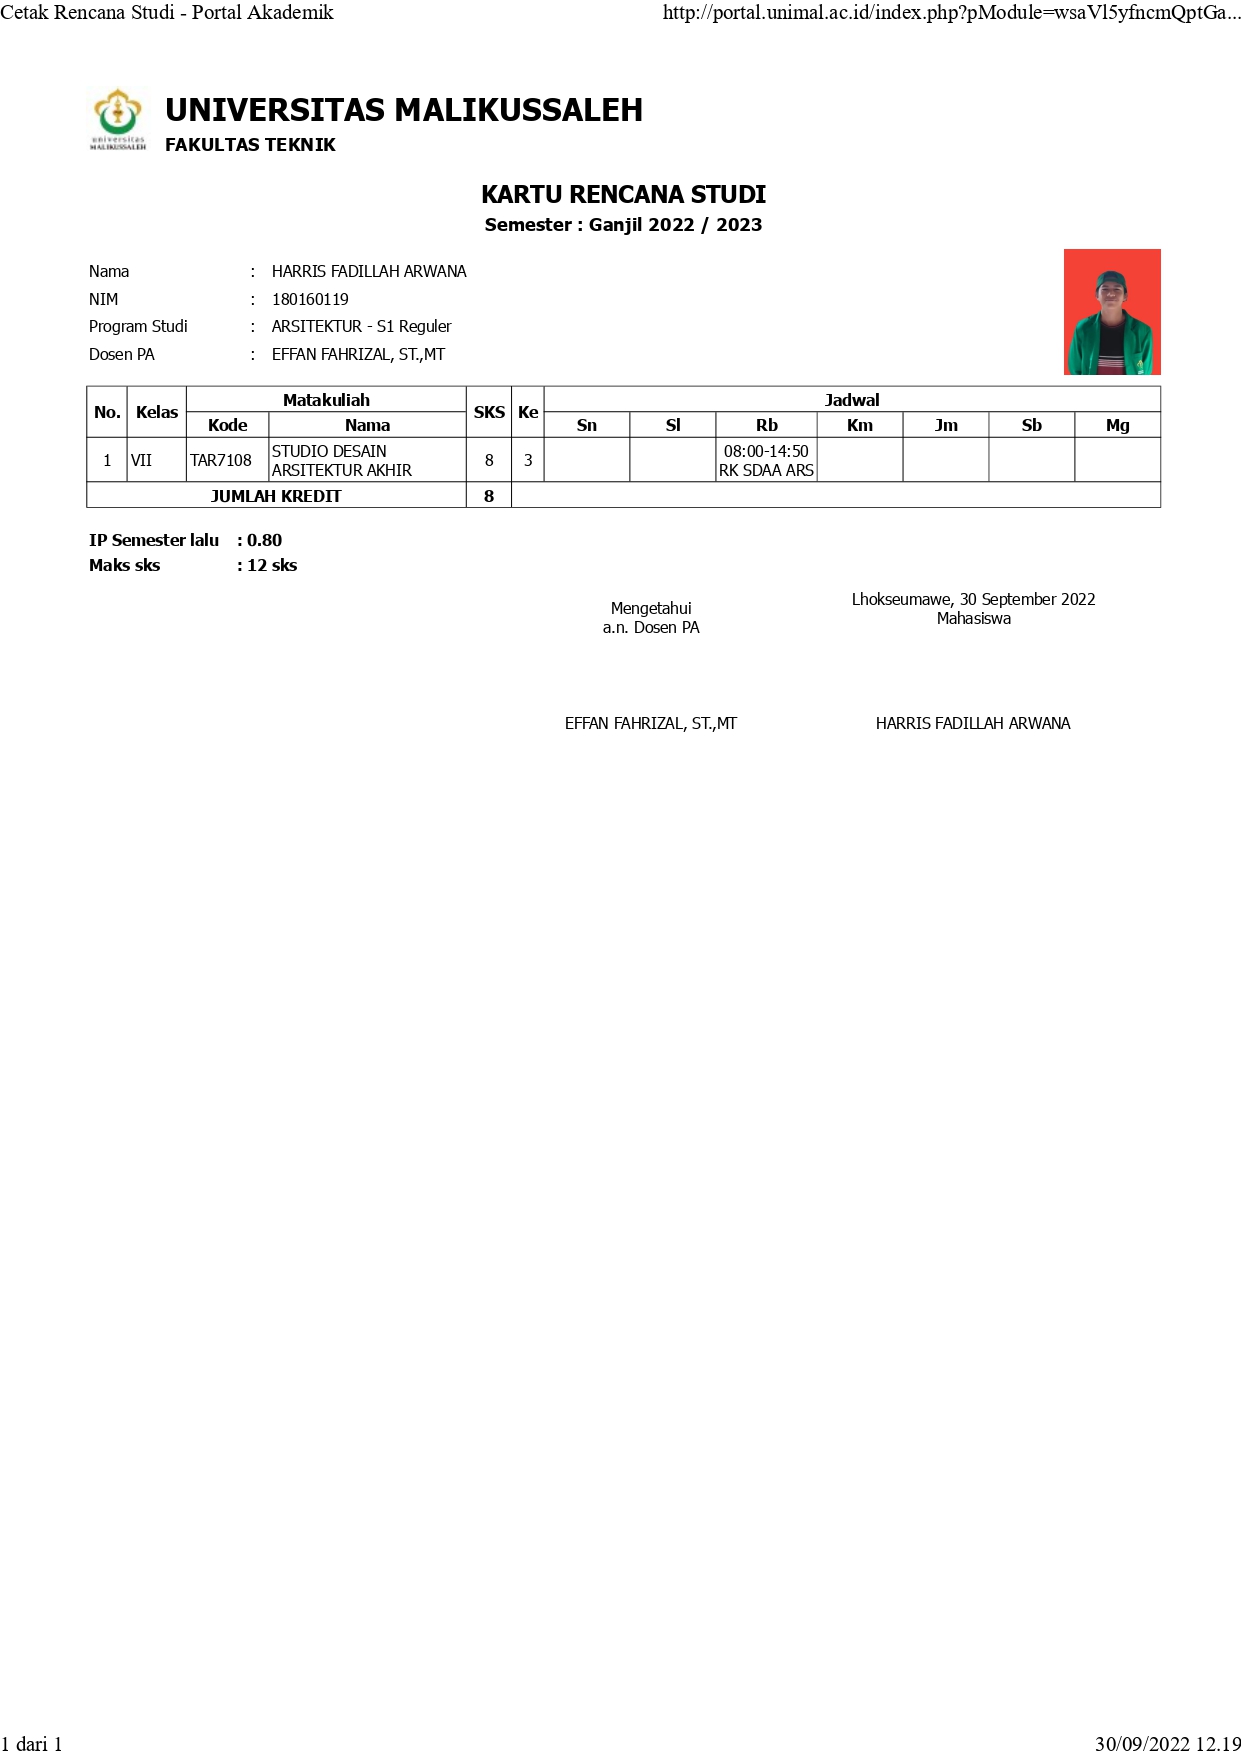 Cetak Rencana Studi - Portal Akademik http://portal.unimal.ac.id/index.php?pModule=wsaVl5yfncmQptGa...
UNIVERSITAS MALIKUSSALEH
universitas
MALIKUSSALEH
FAKULTAS TEKNIK
KARTU RENCANA STUDI
Semester : Ganjil 2022 / 2023
Nama : HARRIS FADILLAH ARWANA
NIM : 180160119
Program Studi : ARSITEKTUR - S1 Reguler
Dosen PA : EFFAN FAHRIZAL, ST.,MT
No. Kelas Matakuliah SKS Ke Jadwal
Kode Nama Sn Sl Rb Km Jm Sb Mg
1 VII TAR7108 STUDIO DESAIN ARSITEKTUR AKHIR 8 3 08:00-14:50 RK SDAA ARS
JUMLAH KREDIT 8
IP Semester lalu : 0.80
Maks sks : 12 sks
Mengetahui
a.n. Dosen PA
Lhokseumawe, 30 September 2022
Mahasiswa
EFFAN FAHRIZAL, ST.,MT HARRIS FADILLAH ARWANA
1 dari 1 30/09/2022 12.19